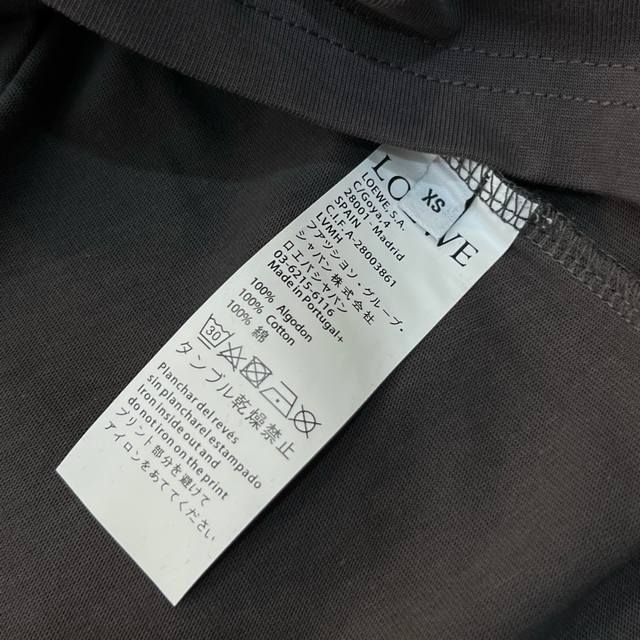 LOEWE
XS
LOEWE, S.A.
C/Goya, 4
28001 - Madrid
SPAIN
C.I.F. A-28003861
LVMH
ファッション・グループ・
ジャパン株式会社
ロエベジャパン
03-6215-6116
Made in Portugal+
100% Algodon
100% Cotton
100% 綿
30
タンブル乾燥禁止
Planchar del revés
sin planchar el estampado
Iron inside out and
do not iron on the print
プリント部分を避けて
アイロンをあててください